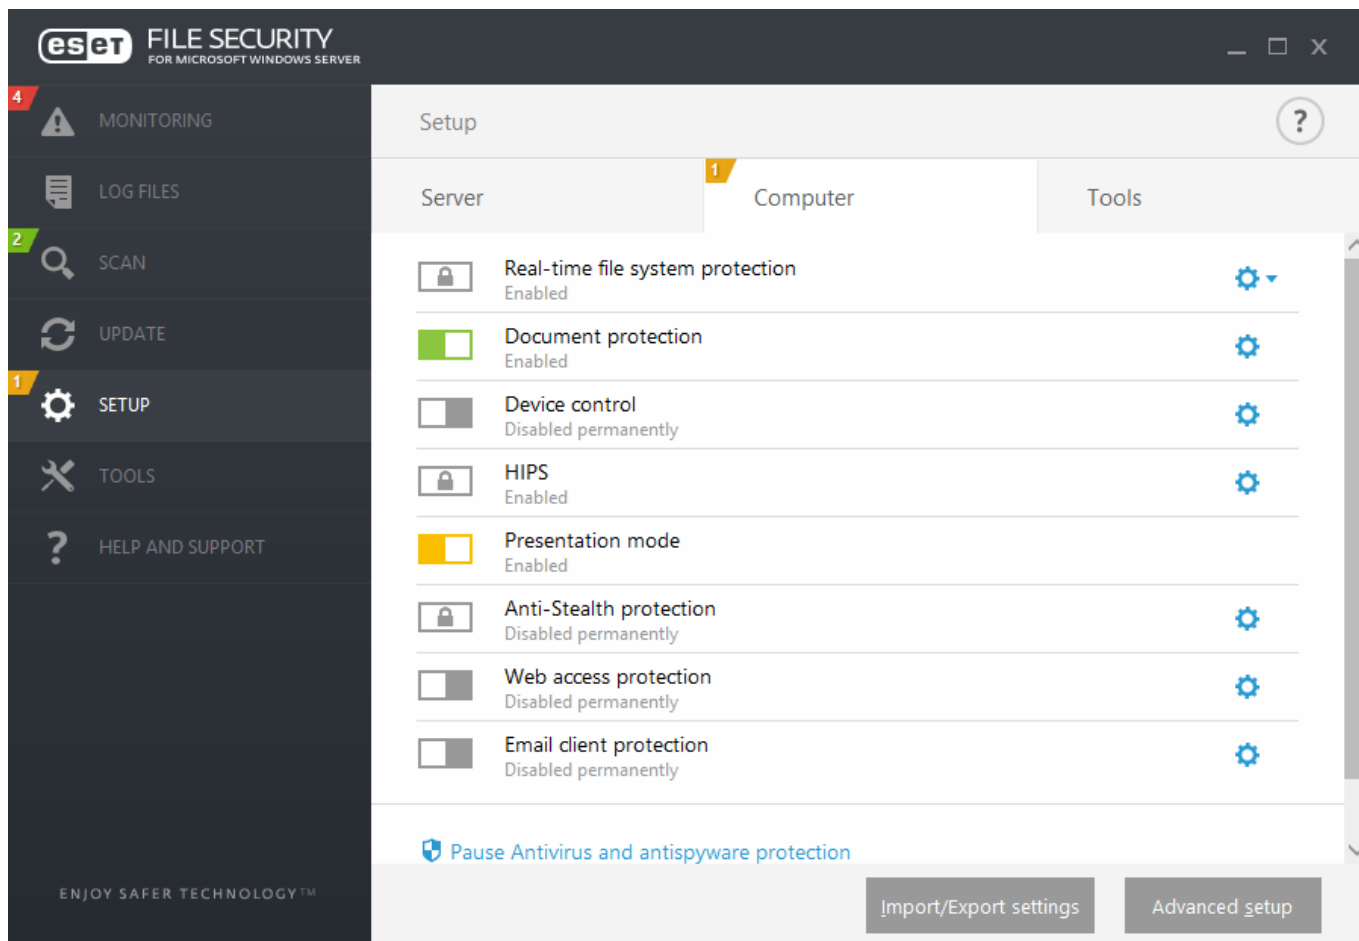 eset FILE SECURITY
FOR MICROSOFT WINDOWS SERVER
4
MONITORING
LOG FILES
2
SCAN
UPDATE
1
SETUP
TOOLS
HELP AND SUPPORT
ENJOY SAFER TECHNOLOGY™
Setup
?
Server
1
Computer
Tools
Real-time file system protection
Enabled
Document protection
Enabled
Device control
Disabled permanently
HIPS
Enabled
Presentation mode
Enabled
Anti-Stealth protection
Disabled permanently
Web access protection
Disabled permanently
Email client protection
Disabled permanently
Pause Antivirus and antispyware protection
Import/Export settings
Advanced setup